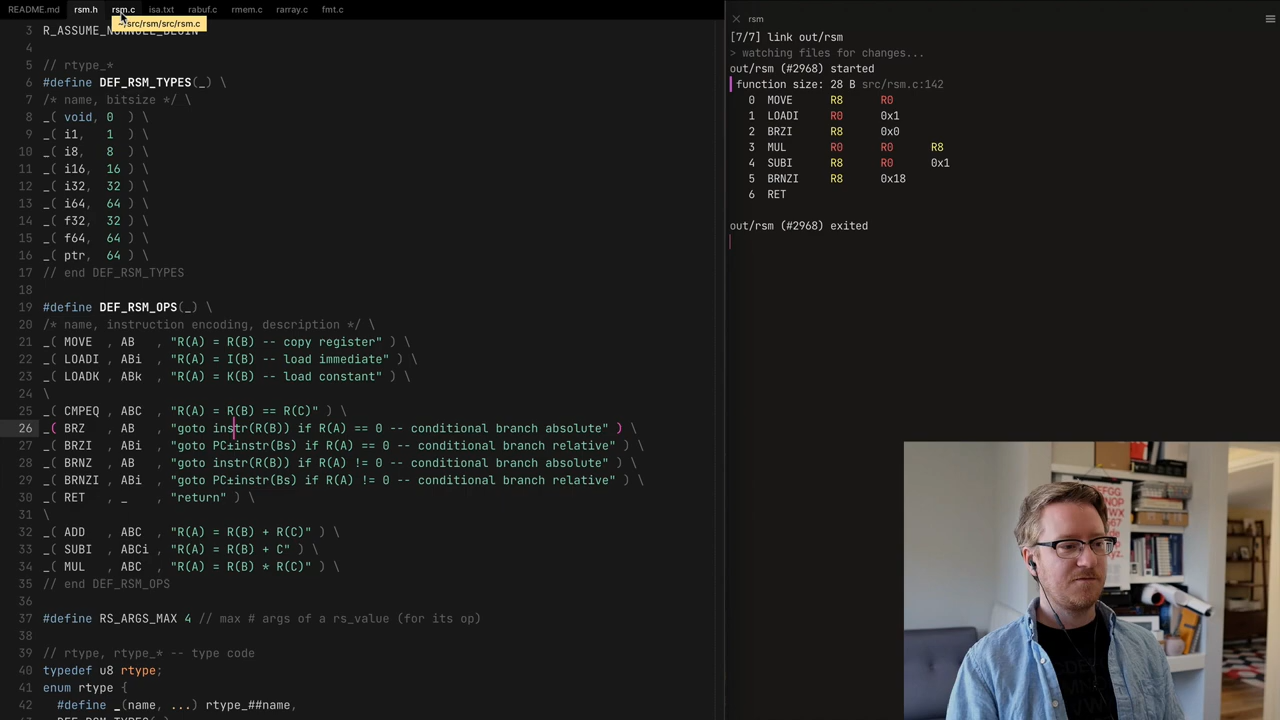 README.md rsm.h rsm.c isa.txt rabuf.c rmem.c rarray.c fmt.c
~/src/rsm/src/rsm.c
3 R_ASSUME_NONNULL_BEGIN
4
5 // rtype_*
6 #define DEF_RSM_TYPES(_) \
7 /* name, bitsize */ \
8 _( void, 0 ) \
9 _( i1, 1 ) \
10 _( i8, 8 ) \
11 _( i16, 16 ) \
12 _( i32, 32 ) \
13 _( i64, 64 ) \
14 _( f32, 32 ) \
15 _( f64, 64 ) \
16 _( ptr, 64 ) \
17 // end DEF_RSM_TYPES
18
19 #define DEF_RSM_OPS(_) \
20 /* name, instruction encoding, description */ \
21 _( MOVE , AB , "R(A) = R(B) -- copy register" ) \
22 _( LOADI , ABi , "R(A) = I(B) -- load immediate" ) \
23 _( LOADK , ABk , "R(A) = K(B) -- load constant" ) \
24 \
25 _( CMPEQ , ABC , "R(A) = R(B) == R(C)" ) \
26 _( BRZ , AB , "goto instr(R(B)) if R(A) == 0 -- conditional branch absolute" ) \
27 _( BRZI , ABi , "goto PC±instr(Bs) if R(A) == 0 -- conditional branch relative" ) \
28 _( BRNZ , AB , "goto instr(R(B)) if R(A) != 0 -- conditional branch absolute" ) \
29 _( BRNZI , ABi , "goto PC±instr(Bs) if R(A) != 0 -- conditional branch relative" ) \
30 _( RET , _ , "return" ) \
31 \
32 _( ADD , ABC , "R(A) = R(B) + R(C)" ) \
33 _( SUBI , ABCi , "R(A) = R(B) + C" ) \
34 _( MUL , ABC , "R(A) = R(B) * R(C)" ) \
35 // end DEF_RSM_OPS
36
37 #define RS_ARGS_MAX 4 // max # args of a rs_value (for its op)
38
39 // rtype, rtype_* -- type code
40 typedef u8 rtype;
41 enum rtype {
42 #define _(name, ...) rtype_##name,
rsm
[7/7] link out/rsm
> watching files for changes...
out/rsm (#2968) started
function size: 28 B src/rsm.c:142
0 MOVE R8 R0
1 LOADI R0 0x1
2 BRZI R8 0x0
3 MUL R0 R0 R8
4 SUBI R8 R0 0x1
5 BRNZI R8 0x18
6 RET
out/rsm (#2968) exited